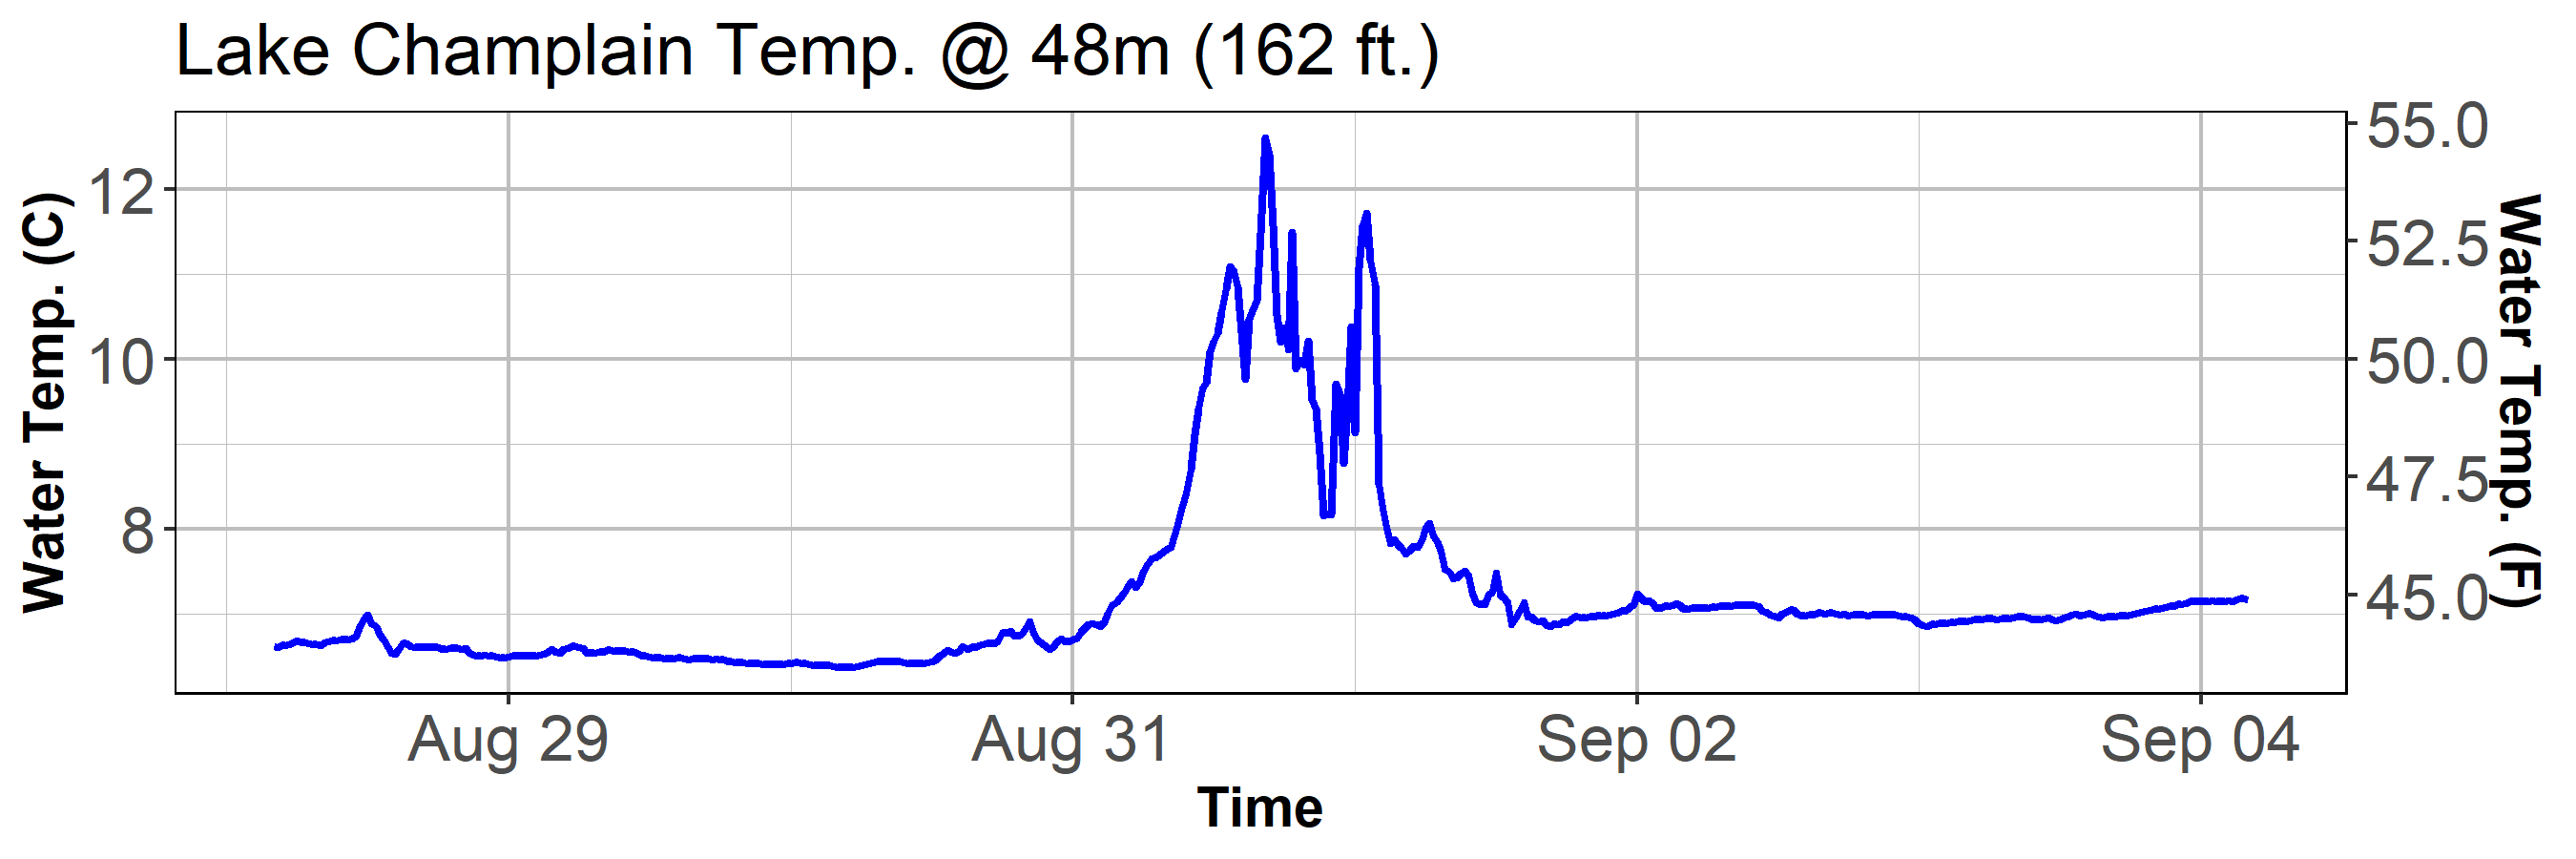 Lake Champlain Temp. @ 48m (162 ft.)
Water Temp. (C)
12
10
8
55.0
52.5
50.0
47.5
45.0
Water Temp. (F)
Aug 29
Aug 31
Sep 02
Sep 04
Time